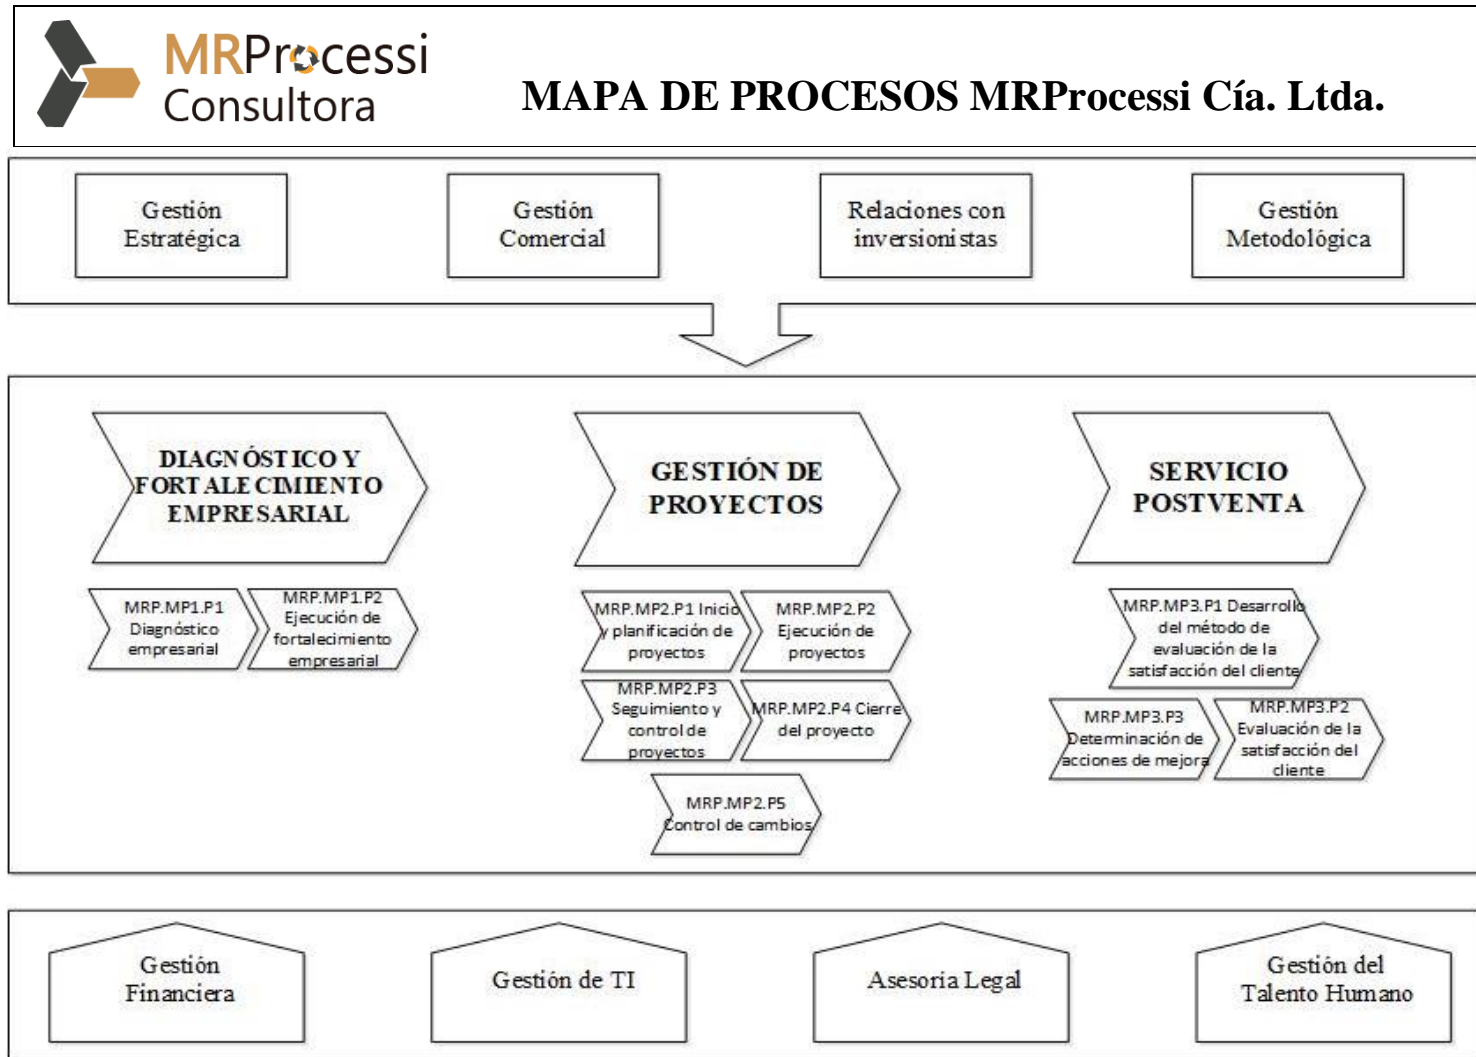 MRProcessi
Consultora
MAPA DE PROCESOS MRProcessi Cía. Ltda.
Gestión
Estratégica
Gestión
Comercial
Relaciones con
inversionistas
Gestión
Metodológica
DIAGNÓSTICO Y
FORTALECIMIENTO
EMPRESARIAL
GESTIÓN DE
PROYECTOS
SERVICIO
POSTVENTA
MRP.MP1.P1
Diagnóstico
empresarial
MRP.MP1.P2
Ejecución de
fortalecimiento
empresarial
MRP.MP2.P1 Inicio
y planificación de
proyectos
MRP.MP2.P2
Ejecución de
proyectos
MRP.MP2.P3
Seguimiento y
control de
proyectos
MRP.MP2.P4 Cierre
del proyecto
MRP.MP2.P5
Control de cambios
MRP.MP3.P1 Desarrollo
del método de
evaluación de la
satisfacción del cliente
MRP.MP3.P3
Determinación de
acciones de mejora
MRP.MP3.P2
Evaluación de la
satisfacción del
cliente
Gestión
Financiera
Gestión de TI
Asesoría Legal
Gestión del
Talento Humano